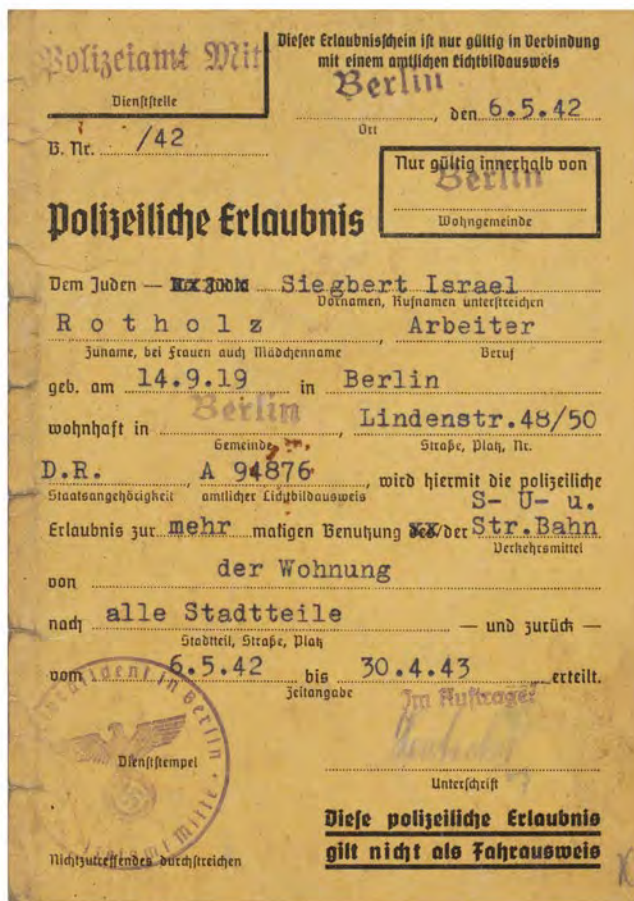 Polizeiamt Mit
Dienststelle
Dieser Erlaubnisschein ist nur gültig in Verbindung
mit einem amtlichen Lichtbildausweis
Berlin, den 6.5.42
Ort
B. Nr. /42
Nur gültig innerhalb von
Berlin
Wohngemeinde
Polizeiliche Erlaubnis
Dem Juden — Siegbert Israel
Vornamen, Rufnamen unterstreichen
Rotholz, Arbeiter
Zuname, bei Frauen auch Mädchenname Beruf
geb. am 14.9.19 in Berlin
wohnhaft in Berlin, Lindenstr.48/50
Gemeinde Straße, Platz, Nr.
D.R. A 94876, wird hiermit die polizeiliche
Staatsangehörigkeit amtlicher Lichtbildausweis
S- U- u.
Erlaubnis zur mehr maligen Benutzung /der Str.Bahn
Verkehrsmittel
von der Wohnung
nach alle Stadtteile — und zurück —
Stadtteil, Straße, Platz
vom 6.5.42 bis 30.4.43 erteilt.
Zeitangabe
Im Auftrage:
Dienststempel
Unterschrift
Diese polizeiliche Erlaubnis
gilt nicht als Fahrausweis
Nichtzutreffendes durchstreichen